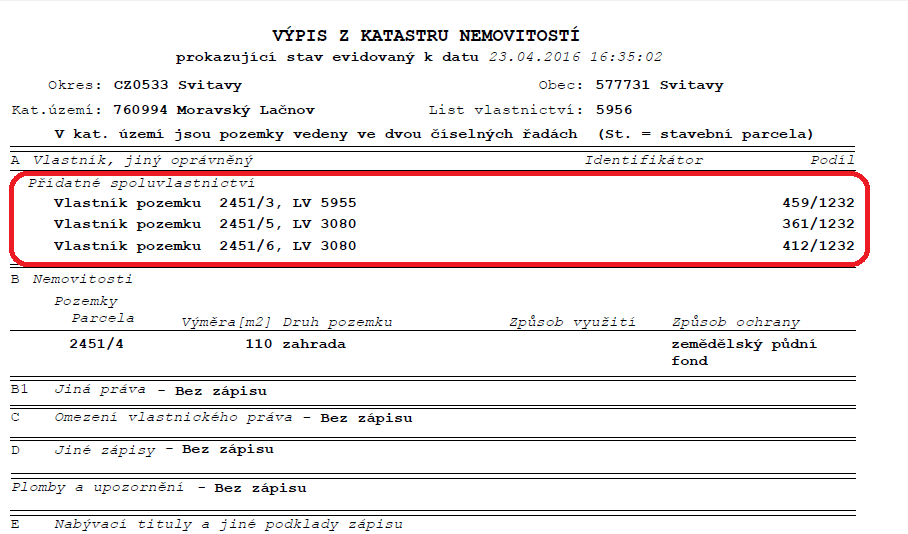 VÝPIS Z KATASTRU NEMOVITOSTÍ
prokazující stav evidovaný k datu 23.04.2016 16:35:02
Okres: CZ0533 Svitavy Obec: 577731 Svitavy
Kat.území: 760994 Moravský Lačnov List vlastnictví: 5956
V kat. území jsou pozemky vedeny ve dvou číselných řadách (St. = stavební parcela)
A Vlastník, jiný oprávněný Identifikátor Podíl
Přídatné spoluvlastnictví
Vlastník pozemku 2451/3, LV 5955 459/1232
Vlastník pozemku 2451/5, LV 3080 361/1232
Vlastník pozemku 2451/6, LV 3080 412/1232
B Nemovitosti
Pozemky
Parcela Výměra[m2] Druh pozemku Způsob využití Způsob ochrany
2451/4 110 zahrada zemědělský půdní
fond
B1 Jiná práva - Bez zápisu
C Omezení vlastnického práva - Bez zápisu
D Jiné zápisy - Bez zápisu
Plomby a upozornění - Bez zápisu
E Nabývací tituly a jiné podklady zápisu